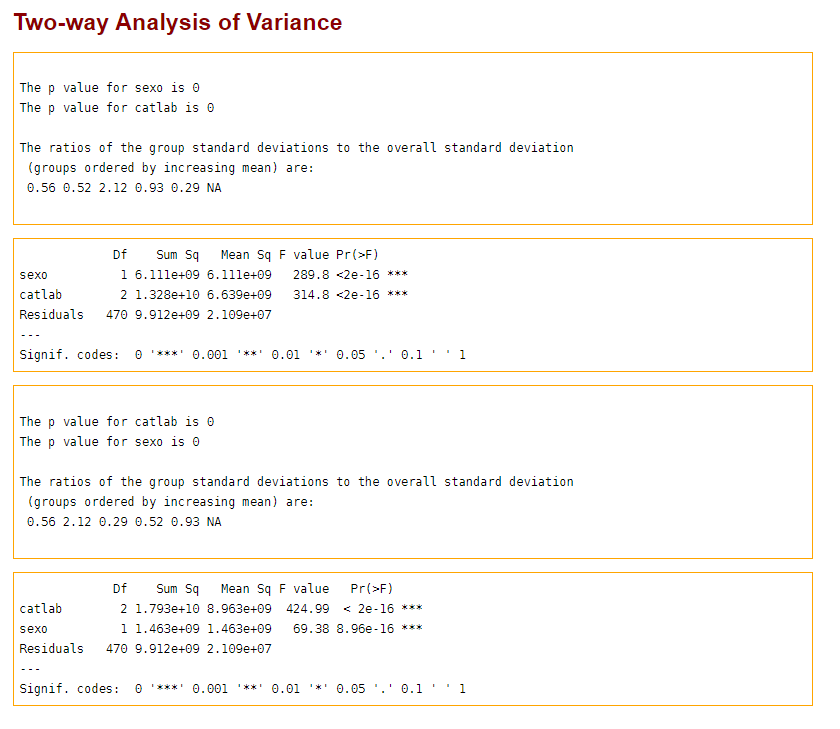 Two-way Analysis of Variance
The p value for sexo is 0
The p value for catlab is 0
The ratios of the group standard deviations to the overall standard deviation
(groups ordered by increasing mean) are:
0.56 0.52 2.12 0.93 0.29 NA
Df Sum Sq Mean Sq F value Pr(>F)
sexo 1 6.111e+09 6.111e+09 289.8 <2e-16 ***
catlab 2 1.328e+10 6.639e+09 314.8 <2e-16 ***
Residuals 470 9.912e+09 2.109e+07
---
Signif. codes: 0 '***' 0.001 '**' 0.01 '*' 0.05 '.' 0.1 ' ' 1
The p value for catlab is 0
The p value for sexo is 0
The ratios of the group standard deviations to the overall standard deviation
(groups ordered by increasing mean) are:
0.56 2.12 0.29 0.52 0.93 NA
Df Sum Sq Mean Sq F value Pr(>F)
catlab 2 1.793e+10 8.963e+09 424.99 < 2e-16 ***
sexo 1 1.463e+09 1.463e+09 69.38 8.96e-16 ***
Residuals 470 9.912e+09 2.109e+07
---
Signif. codes: 0 '***' 0.001 '**' 0.01 '*' 0.05 '.' 0.1 ' ' 1